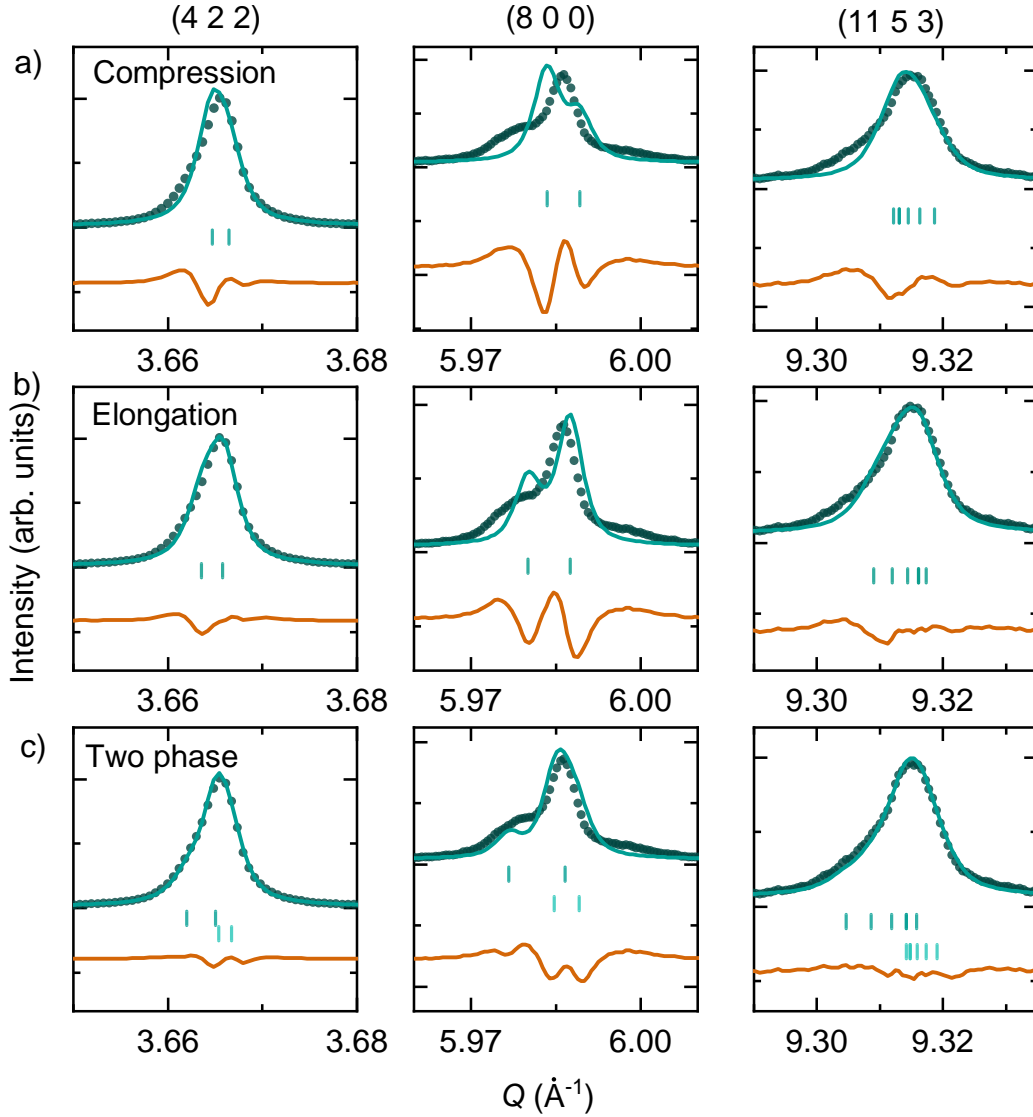 (4 2 2) (8 0 0) (11 5 3)
a) Compression
3.66 3.68 5.97 6.00 9.30 9.32
b) Elongation
3.66 3.68 5.97 6.00 9.30 9.32
c) Two phase
3.66 3.68 5.97 6.00 9.30 9.32
Intensity (arb. units)
Q (Å-1)